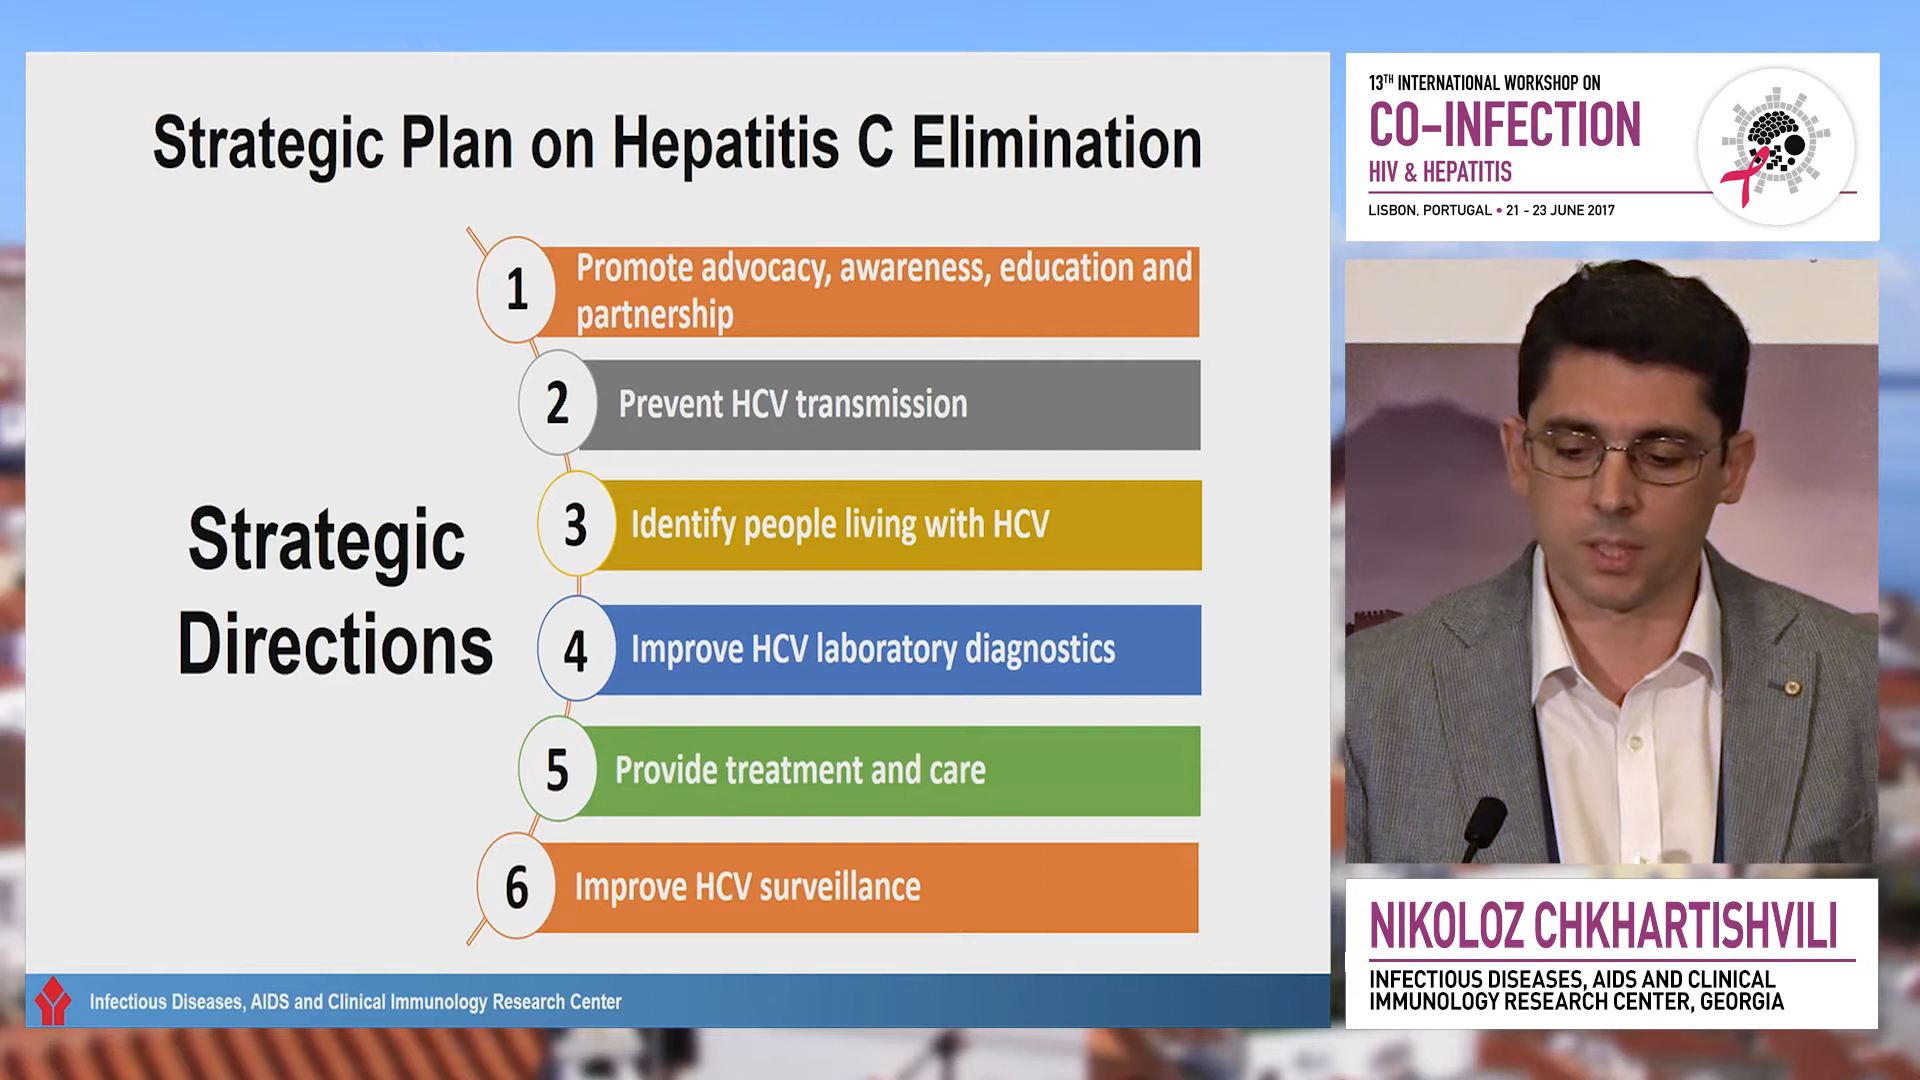 Strategic Plan on Hepatitis C Elimination
Strategic
Directions
1
Promote advocacy, awareness, education and
partnership
2
Prevent HCV transmission
3
Identify people living with HCV
4
Improve HCV laboratory diagnostics
5
Provide treatment and care
6
Improve HCV surveillance
Infectious Diseases, AIDS and Clinical Immunology Research Center
13TH INTERNATIONAL WORKSHOP ON
CO-INFECTION
HIV & HEPATITIS
LISBON, PORTUGAL • 21 - 23 JUNE 2017
NIKOLOZ CHKHARTISHVILI
INFECTIOUS DISEASES, AIDS AND CLINICAL
IMMUNOLOGY RESEARCH CENTER, GEORGIA